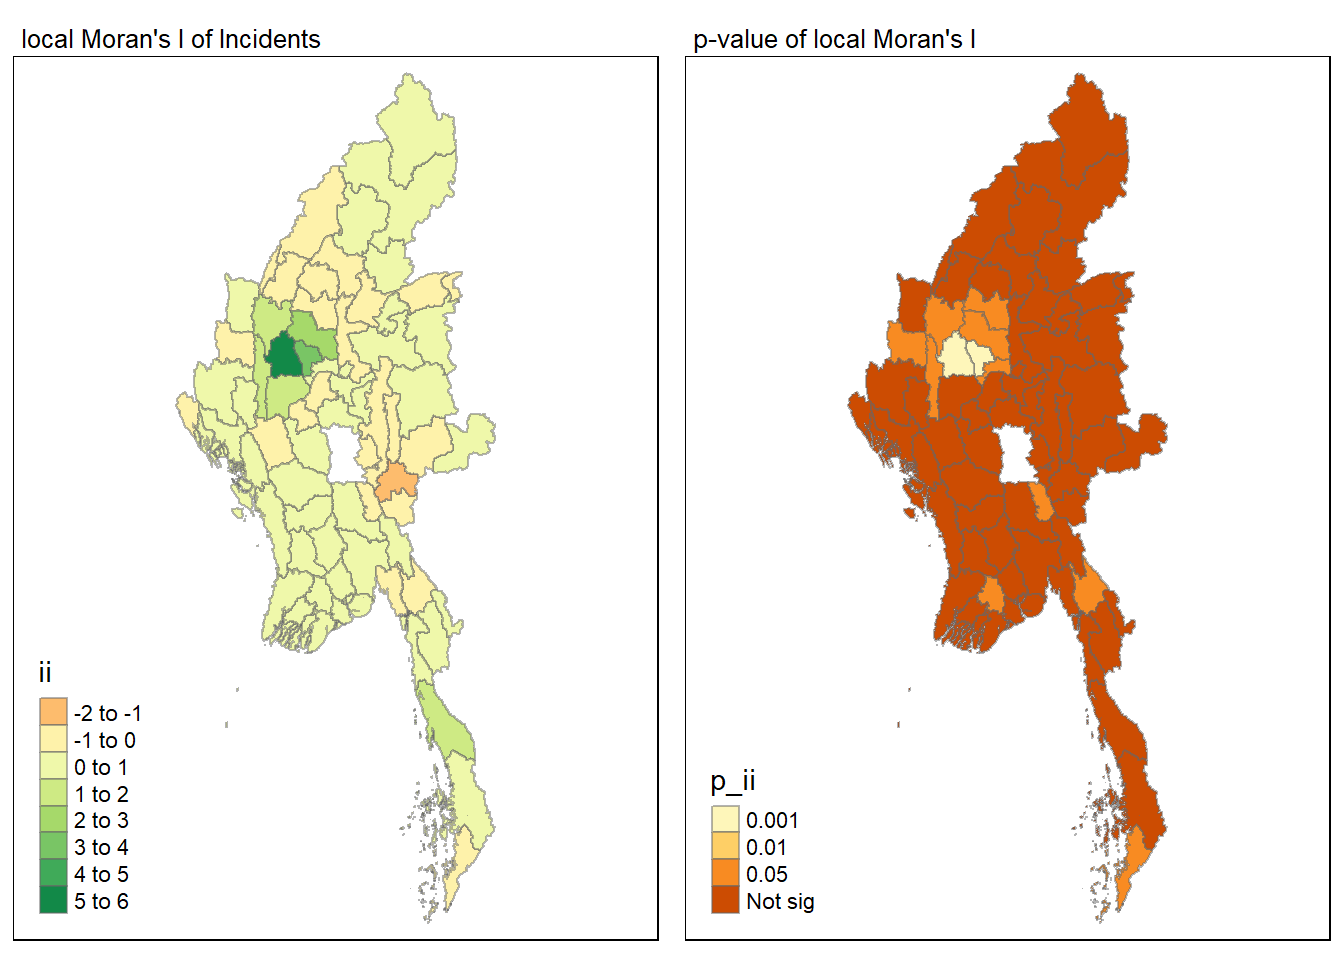 local Moran's I of Incidents
ii
-2 to -1
-1 to 0
0 to 1
1 to 2
2 to 3
3 to 4
4 to 5
5 to 6
p-value of local Moran's I
p_ii
0.001
0.01
0.05
Not sig